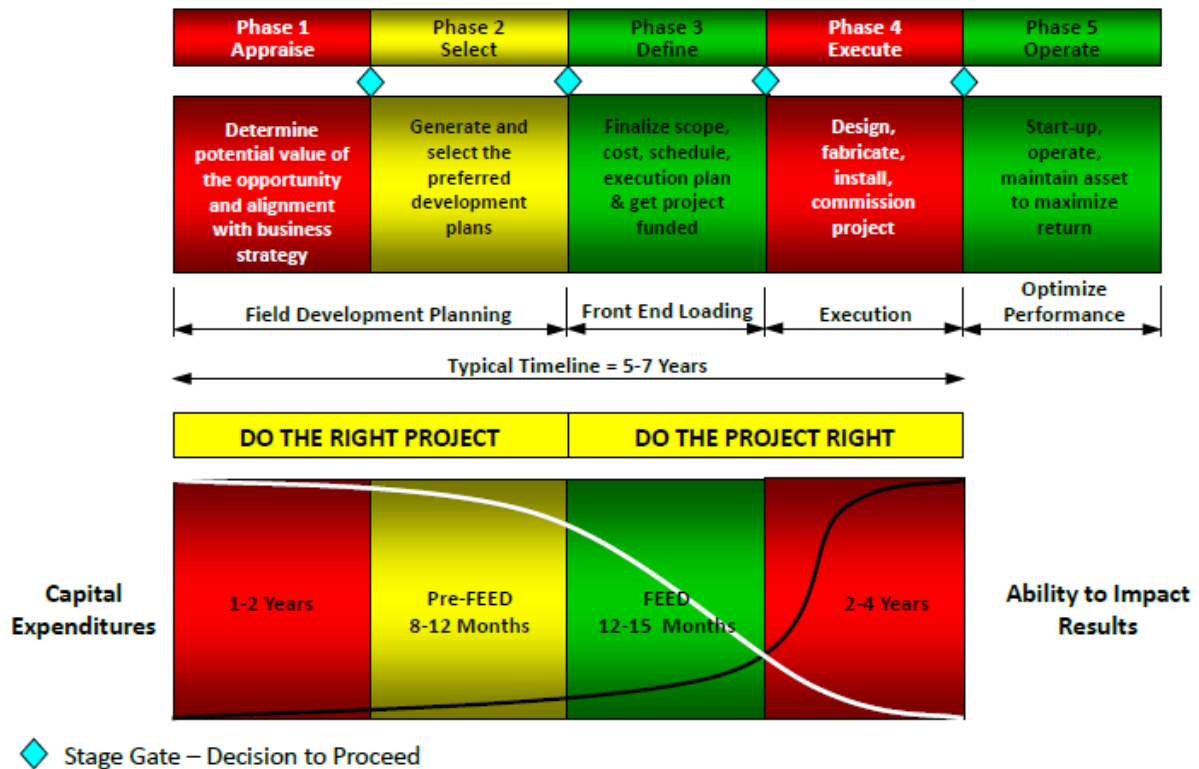 Phase 1
Appraise
Phase 2
Select
Phase 3
Define
Phase 4
Execute
Phase 5
Operate
Determine
potential value of
the opportunity
and alignment
with business
strategy
Generate and
select the
preferred
development
plans
Finalize scope,
cost, schedule,
execution plan
& get project
funded
Design,
fabricate,
install,
commission
project
Start-up,
operate,
maintain asset
to maximize
return
Field Development Planning
Front End Loading
Execution
Optimize
Performance
Typical Timeline = 5-7 Years
DO THE RIGHT PROJECT
DO THE PROJECT RIGHT
Capital
Expenditures
1-2 Years
Pre-FEED
8-12 Months
FEED
12-15 Months
2-4 Years
Ability to Impact
Results
Stage Gate – Decision to Proceed